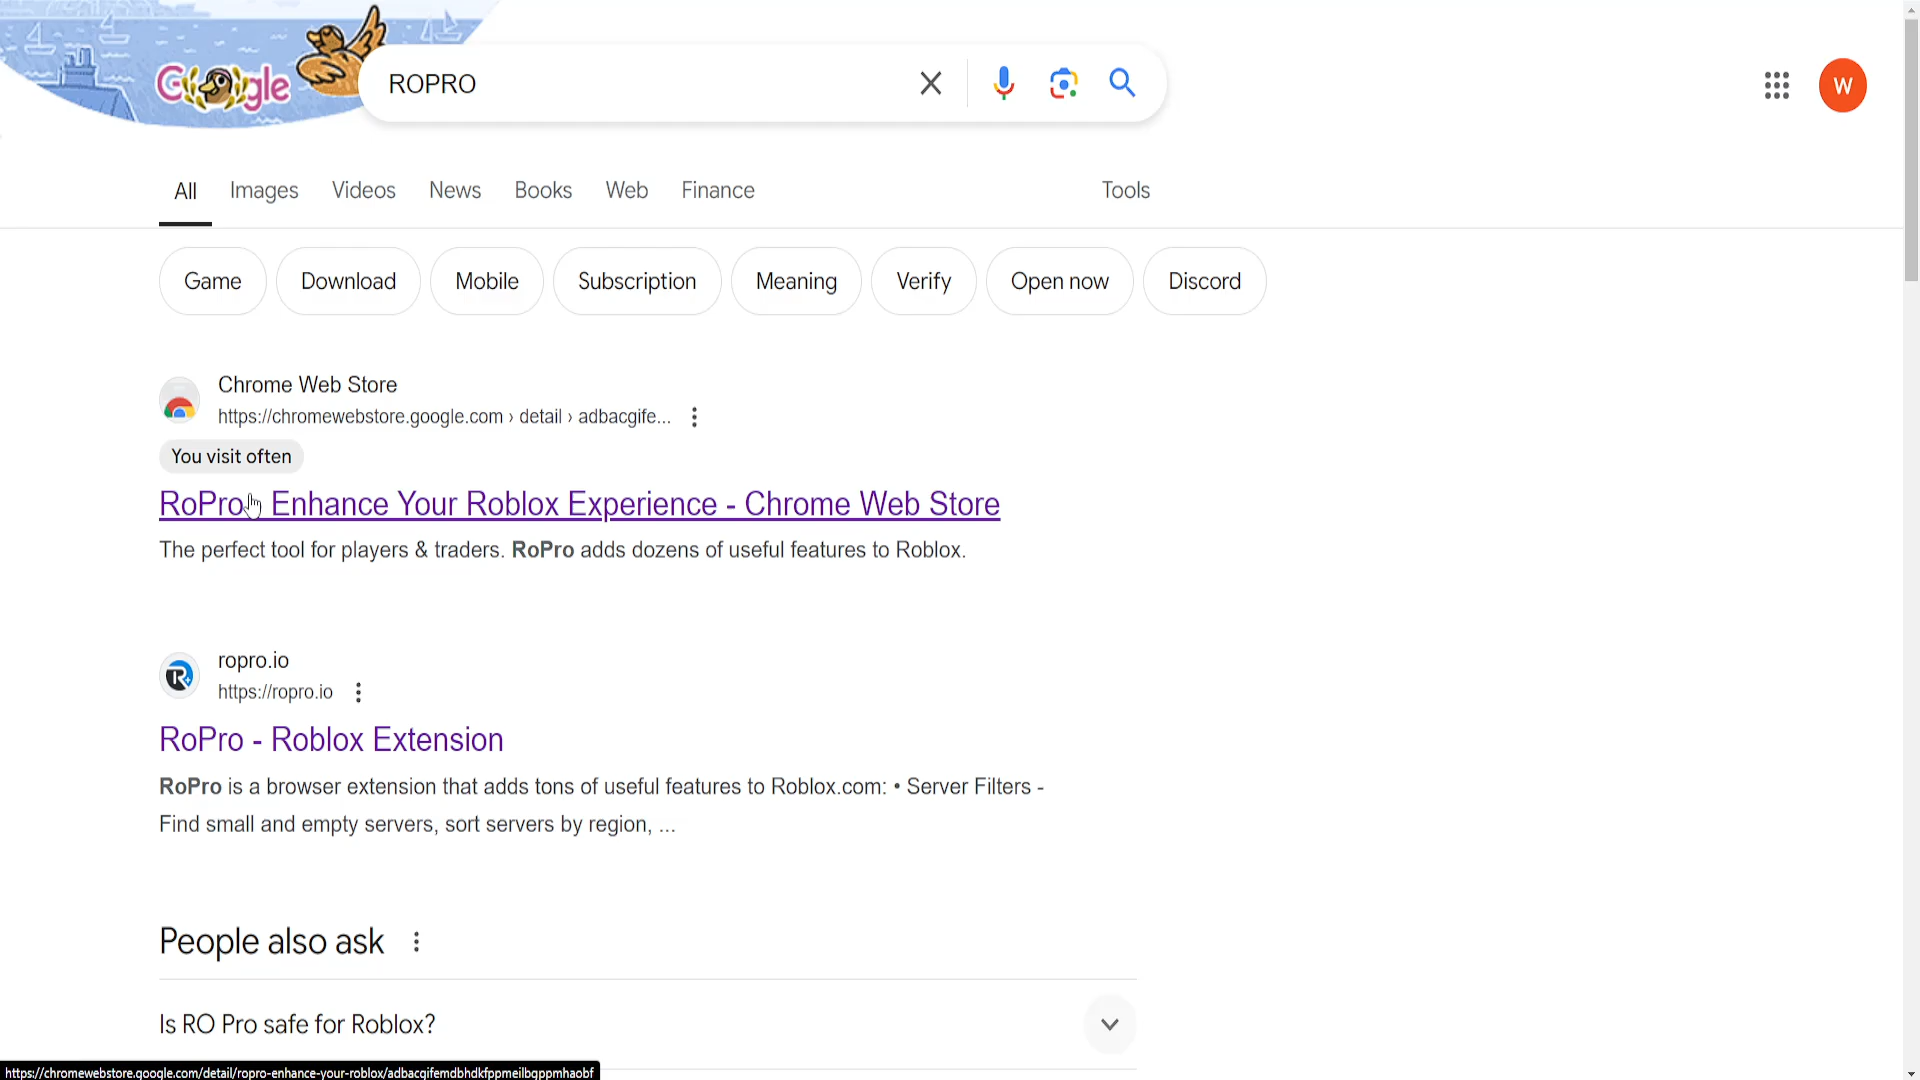 Google
ROPRO
W
All Images Videos News Books Web Finance Tools
Game Download Mobile Subscription Meaning Verify Open now Discord
Chrome Web Store
https://chromewebstore.google.com › detail › adbacgife...
You visit often
RoPro - Enhance Your Roblox Experience - Chrome Web Store
The perfect tool for players & traders. RoPro adds dozens of useful features to Roblox.
ropro.io
https://ropro.io
RoPro - Roblox Extension
RoPro is a browser extension that adds tons of useful features to Roblox.com: • Server Filters -
Find small and empty servers, sort servers by region, ...
People also ask
Is RO Pro safe for Roblox?
https://chromewebstore.google.com/detail/ropro-enhance-your-roblox/adbacgifemdbhdkfppmeilbgppmhaobf